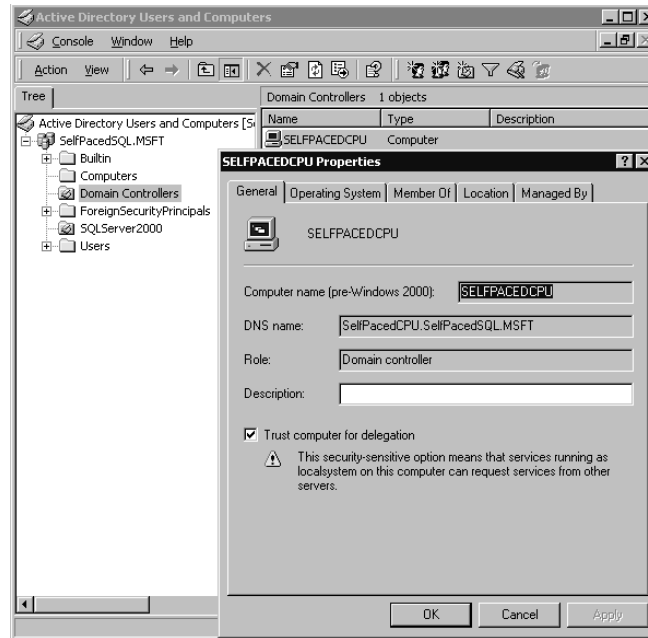 Active Directory Users and Computers
Console Window Help
Action View
Tree
Domain Controllers 1 objects
Active Directory Users and Computers [S
SelfPacedSQL.MSFT
Builtin
Computers
Domain Controllers
ForeignSecurityPrincipals
SQLServer2000
Users
Name Type Description
SELFPACEDCPU Computer
SELFPACEDCPU Properties
General Operating System Member Of Location Managed By
SELFPACEDCPU
Computer name (pre-Windows 2000): SELFPACEDCPU
DNS name: SelfPacedCPU.SelfPacedSQL.MSFT
Role: Domain controller
Description:
Trust computer for delegation
This security-sensitive option means that services running as
localsystem on this computer can request services from other
servers.
OK Cancel Apply